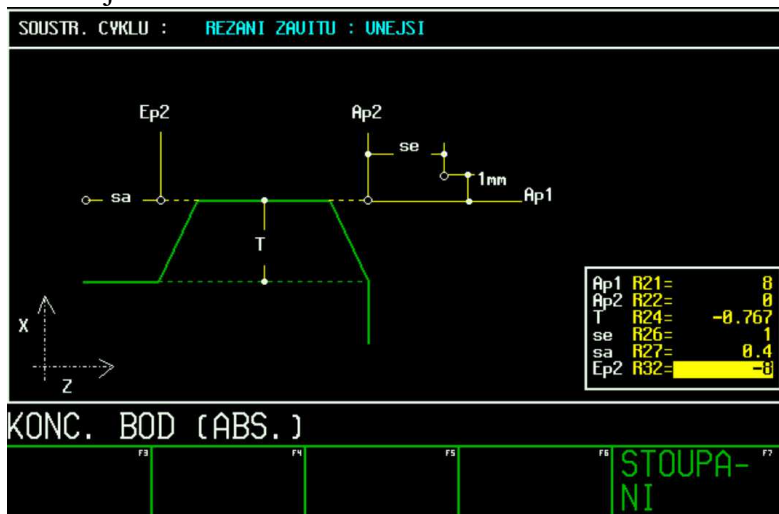 SOUSTR. CYKLU : REZANI ZAVITU : VNEJSI
Ep2
Ap2
se
1mm
sa
Ap1
T
X
Z
Ap1 R21= 8
Ap2 R22= 0
T R24= -0.767
se R26= 1
sa R27= 0.4
Ep2 R32= -8
KONC. BOD (ABS.)
F3
F4
F5
F6
F7
STOUPA-
NI